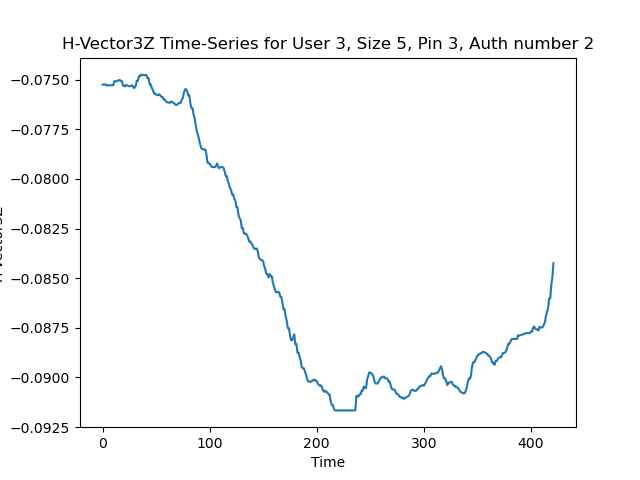 H-Vector3Z Time-Series for User 3, Size 5, Pin 3, Auth number 2
−0.0750
−0.0775
−0.0800
−0.0825
−0.0850
−0.0875
−0.0900
−0.0925
0 100 200 300 400
Time